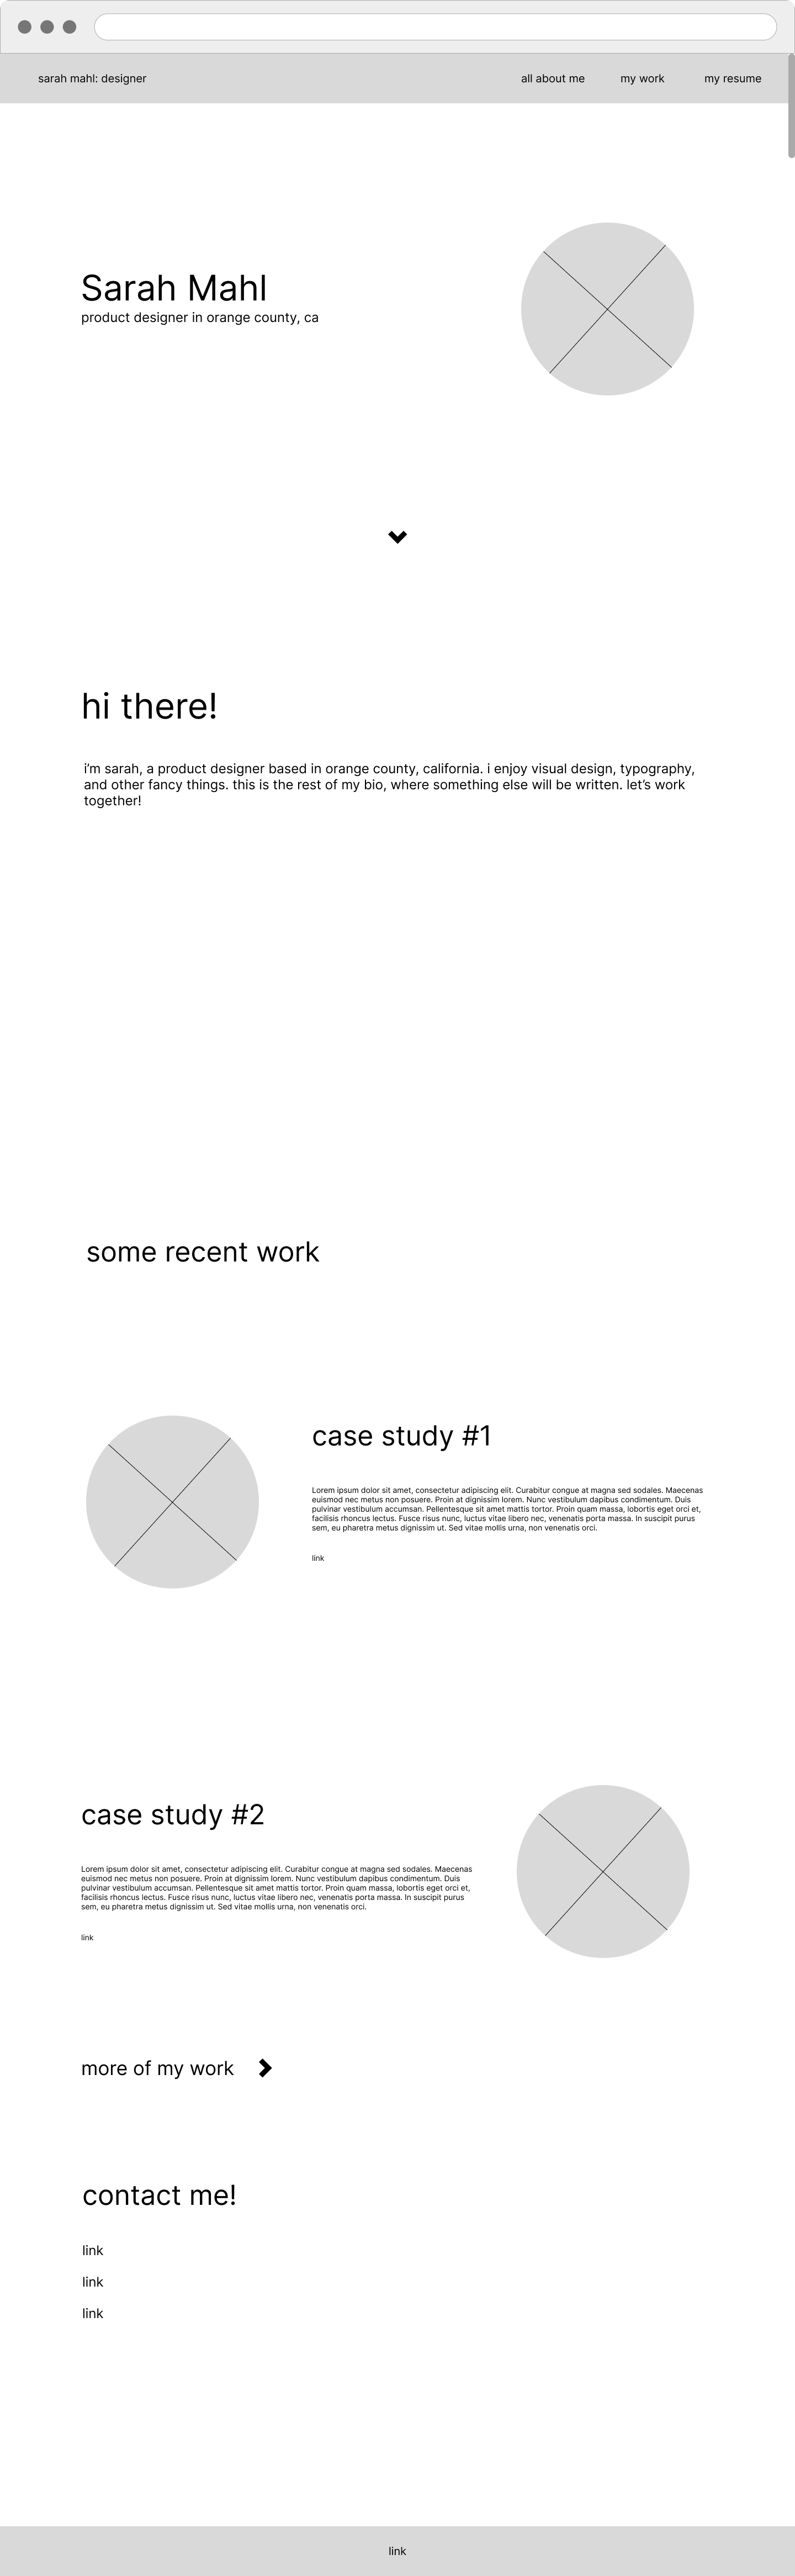 sarah mahl: designer
all about me
my work
my resume
Sarah Mahl
product designer in orange county, ca
hi there!
i’m sarah, a product designer based in orange county, california. i enjoy visual design, typography,
and other fancy things. this is the rest of my bio, where something else will be written. let’s work
together!
some recent work
case study #1
Lorem ipsum dolor sit amet, consectetur adipiscing elit. Curabitur congue at magna sed sodales. Maecenas
euismod nec metus non posuere. Proin at dignissim lorem. Nunc vestibulum dapibus condimentum. Duis
pulvinar vestibulum accumsan. Pellentesque sit amet mattis tortor. Proin quam massa, lobortis eget orci et,
facilisis rhoncus lectus. Fusce risus nunc, luctus vitae libero nec, venenatis porta massa. In suscipit purus
sem, eu pharetra metus dignissim ut. Sed vitae mollis urna, non venenatis orci.
link
case study #2
Lorem ipsum dolor sit amet, consectetur adipiscing elit. Curabitur congue at magna sed sodales. Maecenas
euismod nec metus non posuere. Proin at dignissim lorem. Nunc vestibulum dapibus condimentum. Duis
pulvinar vestibulum accumsan. Pellentesque sit amet mattis tortor. Proin quam massa, lobortis eget orci et,
facilisis rhoncus lectus. Fusce risus nunc, luctus vitae libero nec, venenatis porta massa. In suscipit purus
sem, eu pharetra metus dignissim ut. Sed vitae mollis urna, non venenatis orci.
link
more of my work
contact me!
link
link
link
link